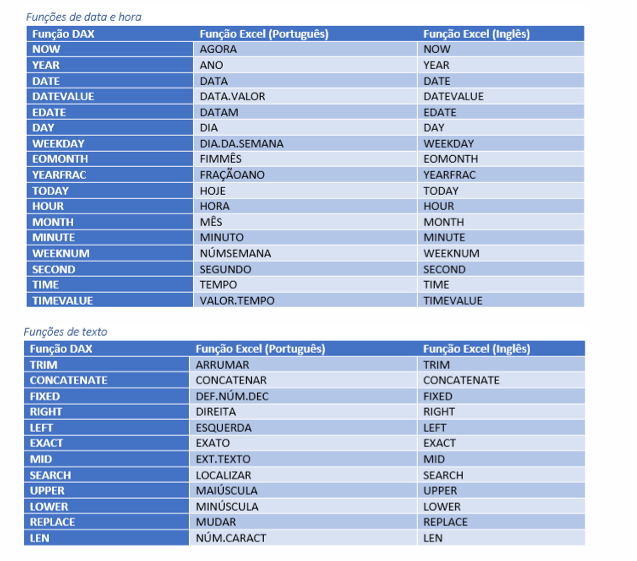 Funções de data e hora
Função DAX Função Excel (Português) Função Excel (Inglês)
NOW AGORA NOW
YEAR ANO YEAR
DATE DATA DATE
DATEVALUE DATA.VALOR DATEVALUE
EDATE DATAM EDATE
DAY DIA DAY
WEEKDAY DIA.DA.SEMANA WEEKDAY
EOMONTH FIMMÊS EOMONTH
YEARFRAC FRAÇÃOANO YEARFRAC
TODAY HOJE TODAY
HOUR HORA HOUR
MONTH MÊS MONTH
MINUTE MINUTO MINUTE
WEEKNUM NÚMSEMANA WEEKNUM
SECOND SEGUNDO SECOND
TIME TEMPO TIME
TIMEVALUE VALOR.TEMPO TIMEVALUE
Funções de texto
Função DAX Função Excel (Português) Função Excel (Inglês)
TRIM ARRUMAR TRIM
CONCATENATE CONCATENAR CONCATENATE
FIXED DEF.NÚM.DEC FIXED
RIGHT DIREITA RIGHT
LEFT ESQUERDA LEFT
EXACT EXATO EXACT
MID EXT.TEXTO MID
SEARCH LOCALIZAR SEARCH
UPPER MAIÚSCULA UPPER
LOWER MINÚSCULA LOWER
REPLACE MUDAR REPLACE
LEN NÚM.CARACT LEN